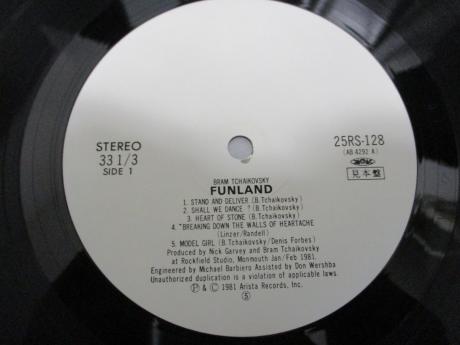 STEREO
33 1/3
SIDE 1
25RS-128
(AB 4292 A)
見本盤
BRAM TCHAIKOVSKY
FUNLAND
1. STAND AND DELIVER (B.Tchaikovsky)
2. SHALL WE DANCE ? (B.Tchaikovsky)
3. HEART OF STONE (B.Tchaikovsky)
4. "BREAKING DOWN THE WALLS OF HEARTACHE
(Linzer/Randell)
5. MODEL GIRL (B.Tchaikovsky/Denis Forbes)
Produced by Nick Garvey and Bram Tchaikovsky
at Rockfield Studio, Monmouth Jan/Feb 1981.
Engineered by Michael Barbiero Assisted by Don Wershba
Unauthorized duplication is a violation of applicable laws.
Ⓟ & © 1981 Arista Records, Inc.
⑤